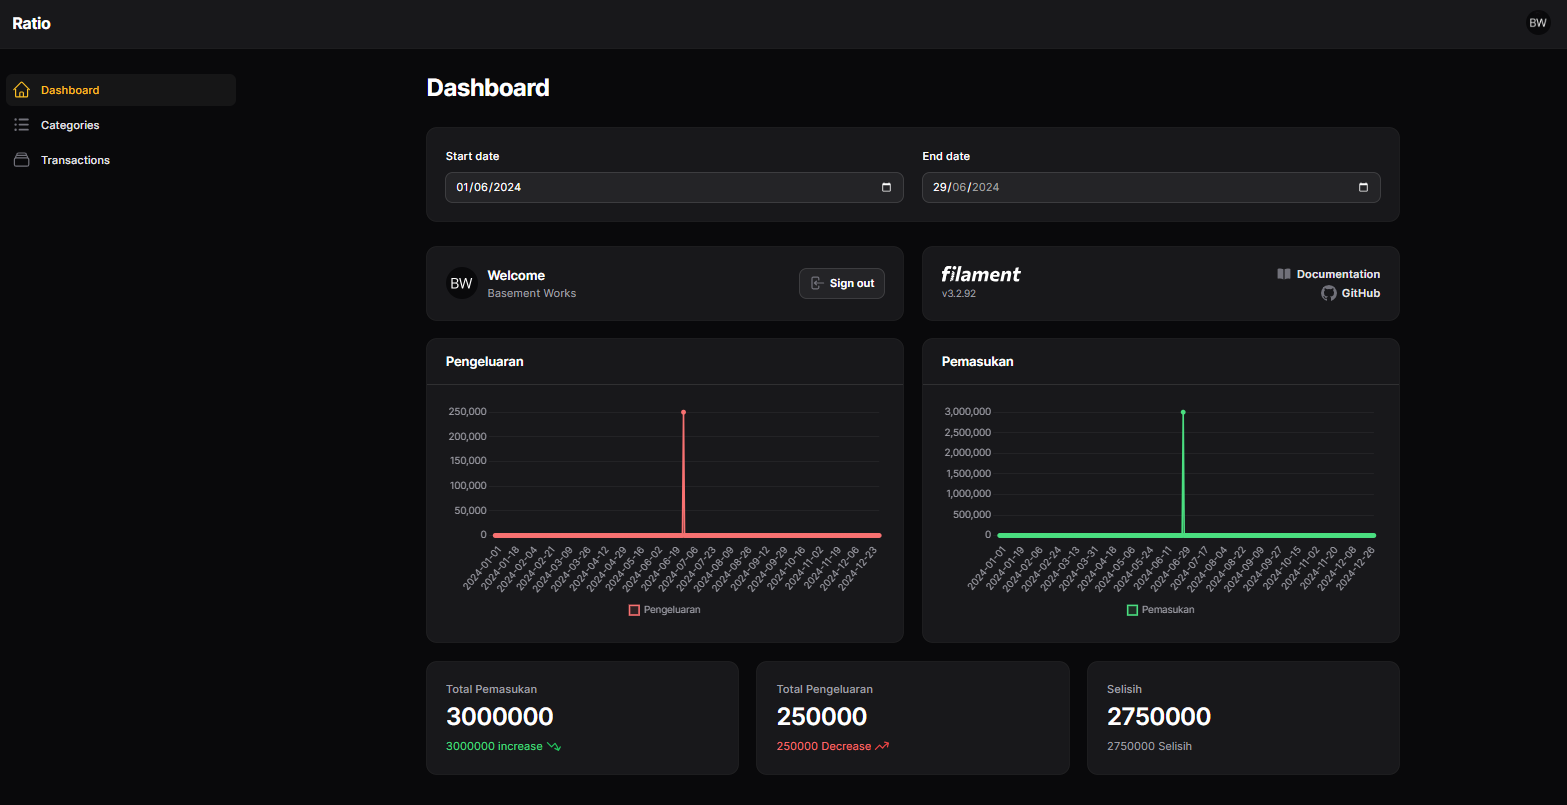 Ratio
BW
Dashboard
Categories
Transactions
Dashboard
Start date
01/06/2024
End date
29/06/2024
BW
Welcome
Basement Works
Sign out
filament
v3.2.92
Documentation
GitHub
Pengeluaran
250,000
200,000
150,000
100,000
50,000
0
2024-01-01
2024-01-18
2024-02-04
2024-02-21
2024-03-09
2024-03-26
2024-04-12
2024-04-29
2024-05-16
2024-06-02
2024-06-19
2024-07-06
2024-07-23
2024-08-09
2024-08-26
2024-09-12
2024-09-29
2024-10-16
2024-11-02
2024-11-19
2024-12-06
2024-12-23
Pengeluaran
Pemasukan
3,000,000
2,500,000
2,000,000
1,500,000
1,000,000
500,000
0
2024-01-01
2024-01-19
2024-02-06
2024-02-24
2024-03-13
2024-03-31
2024-04-18
2024-05-06
2024-05-24
2024-06-11
2024-06-29
2024-07-17
2024-08-04
2024-08-22
2024-09-09
2024-09-27
2024-10-15
2024-11-02
2024-11-20
2024-12-08
2024-12-26
Pemasukan
Total Pemasukan
3000000
3000000 increase
Total Pengeluaran
250000
250000 Decrease
Selisih
2750000
2750000 Selisih